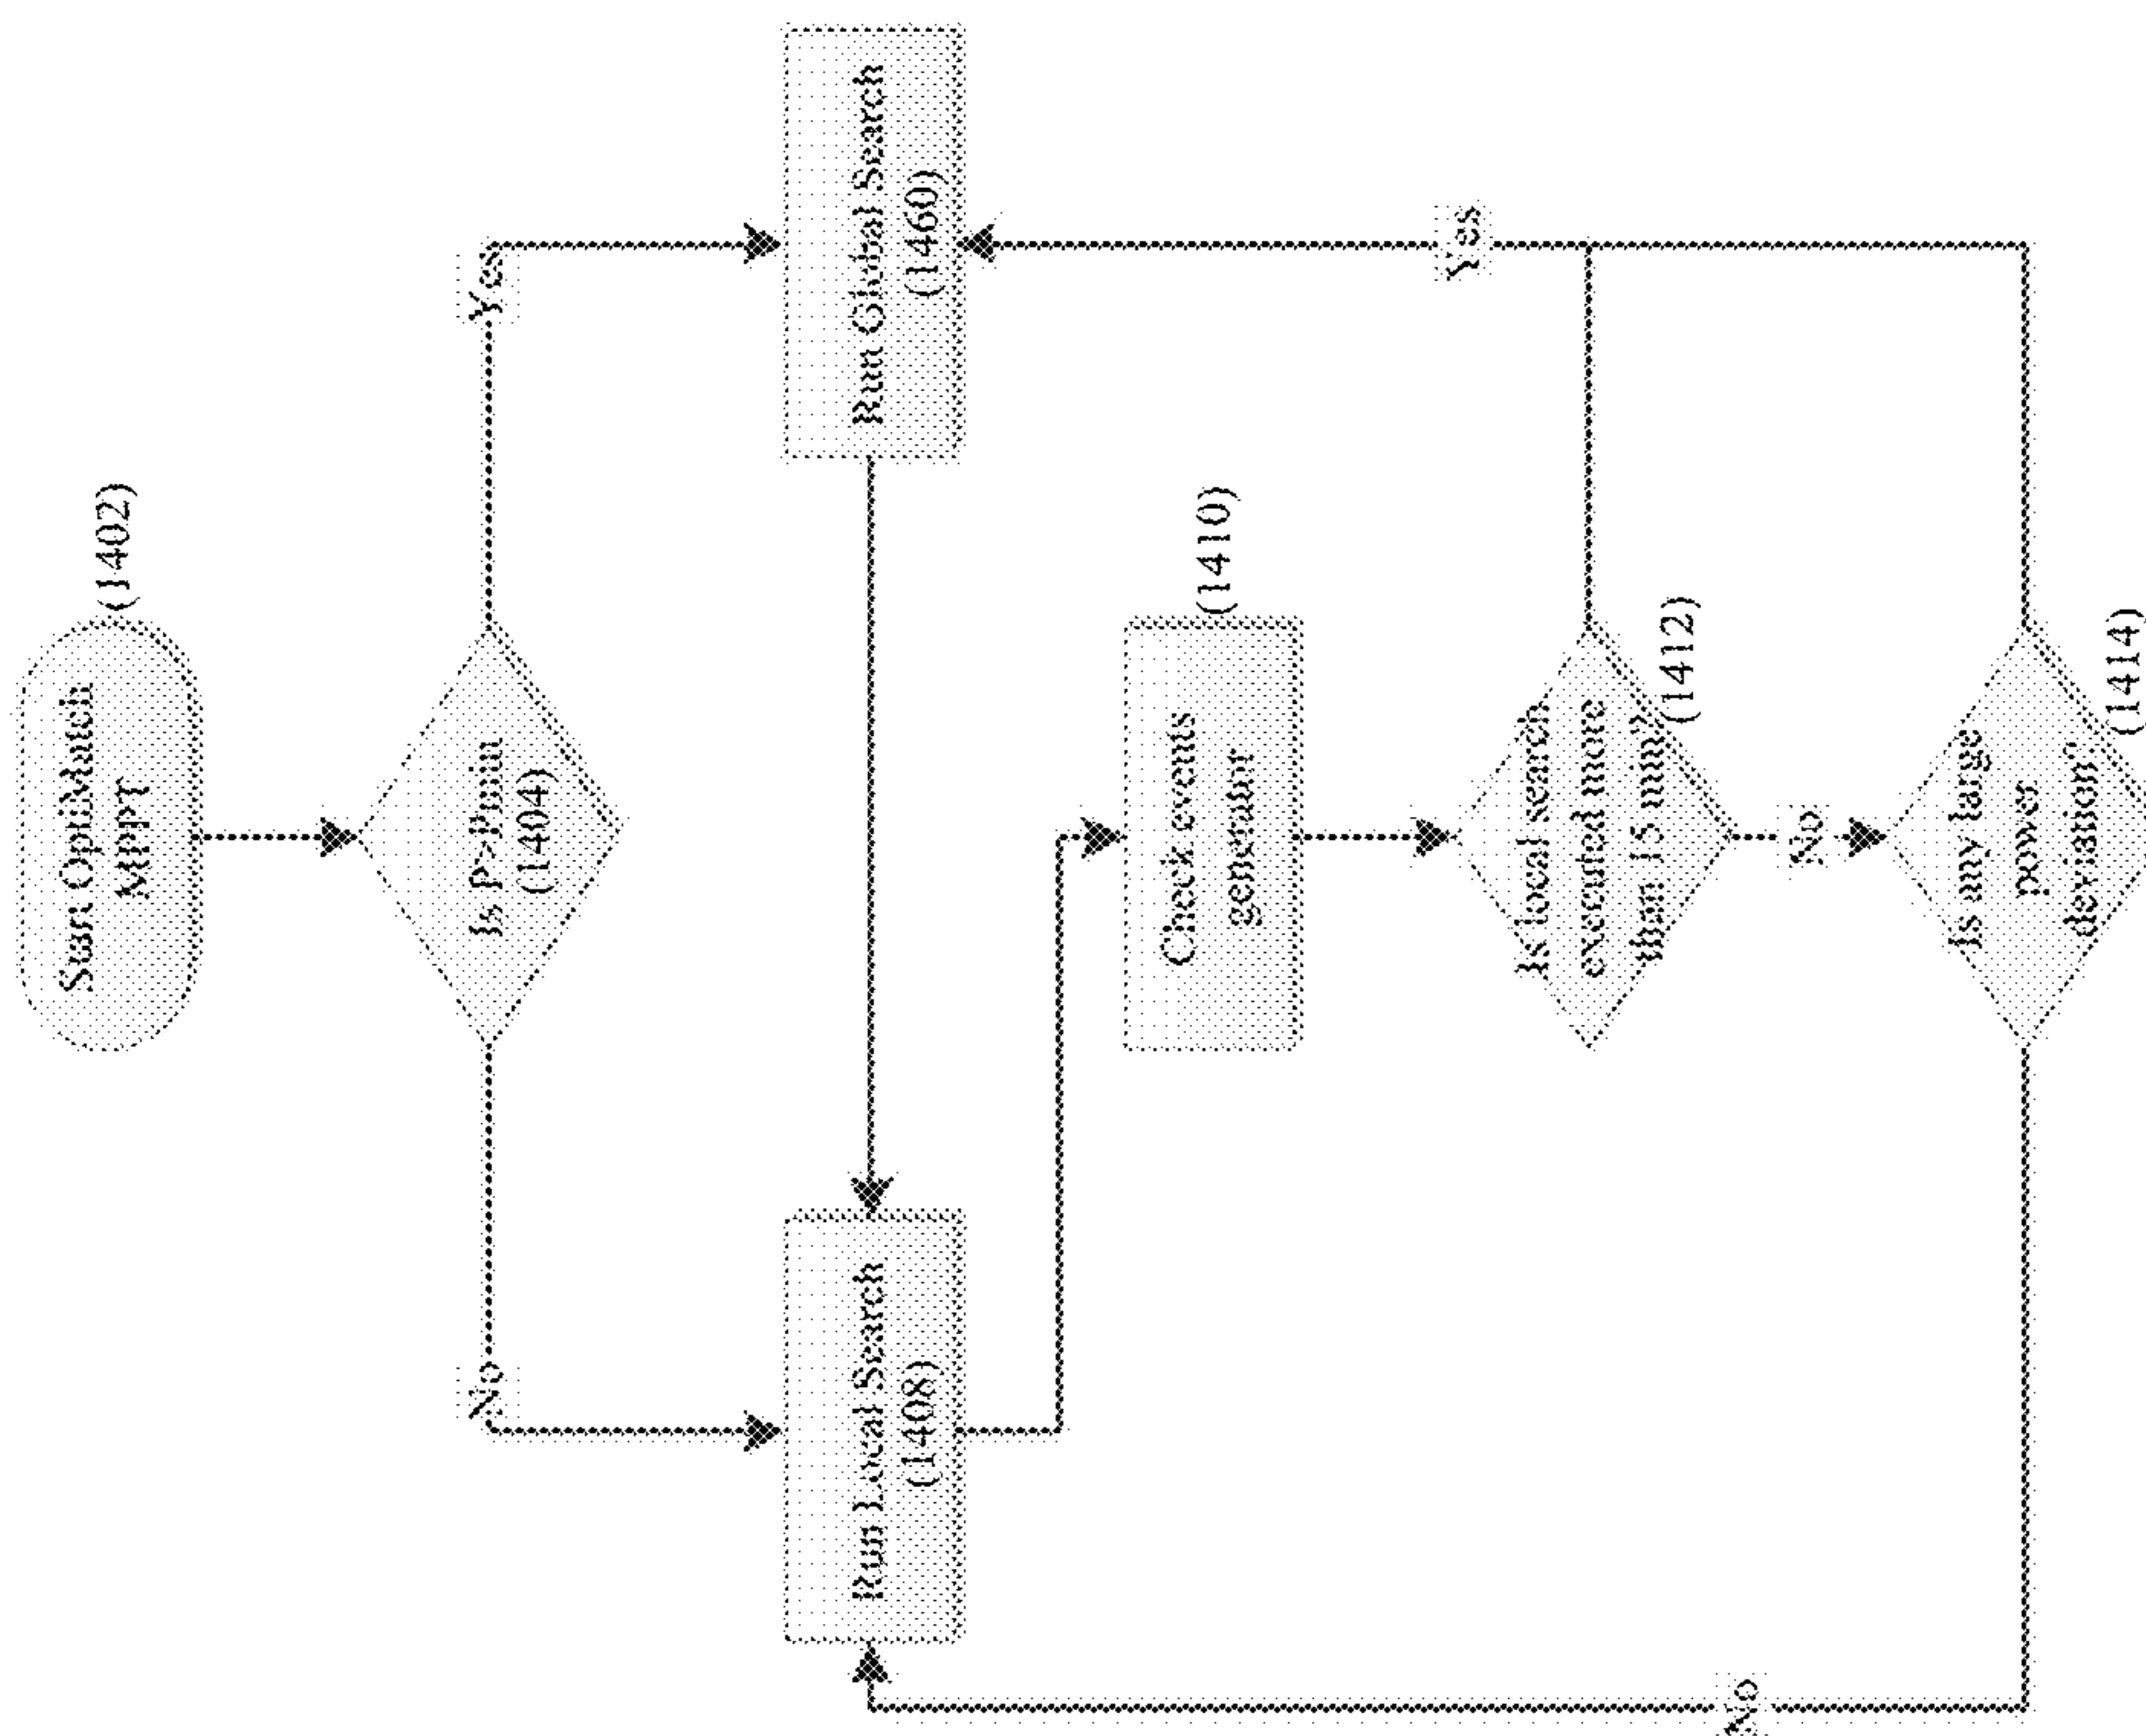 Start OptiMatch
MPPT
(1402)
Is P>Pmin
(1404)
Yes
No
Run Global Search
(1460)
Run Local Search
(1408)
Check events
generator
(1410)
Is local search
executed more
than 15 min?
(1412)
Yes
No
Is any large
power
deviation?
(1414)
No